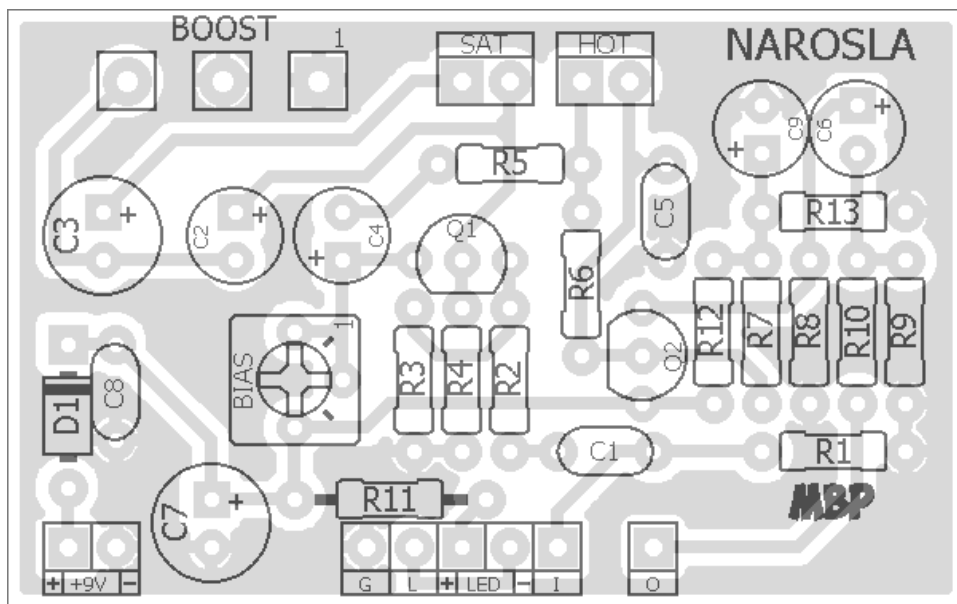 BOOST
1
SAT
HOT
NAROSLA
C9
C6
+
+
R5
C3
+
C2
+
C4
+
Q1
C5
R13
R6
BIAS
1
R3
R4
R2
Q2
R12
R7
R8
R10
R9
D1
C8
C1
R1
MBP
C7
+
R11
+ +9V -
G L + LED - I
O